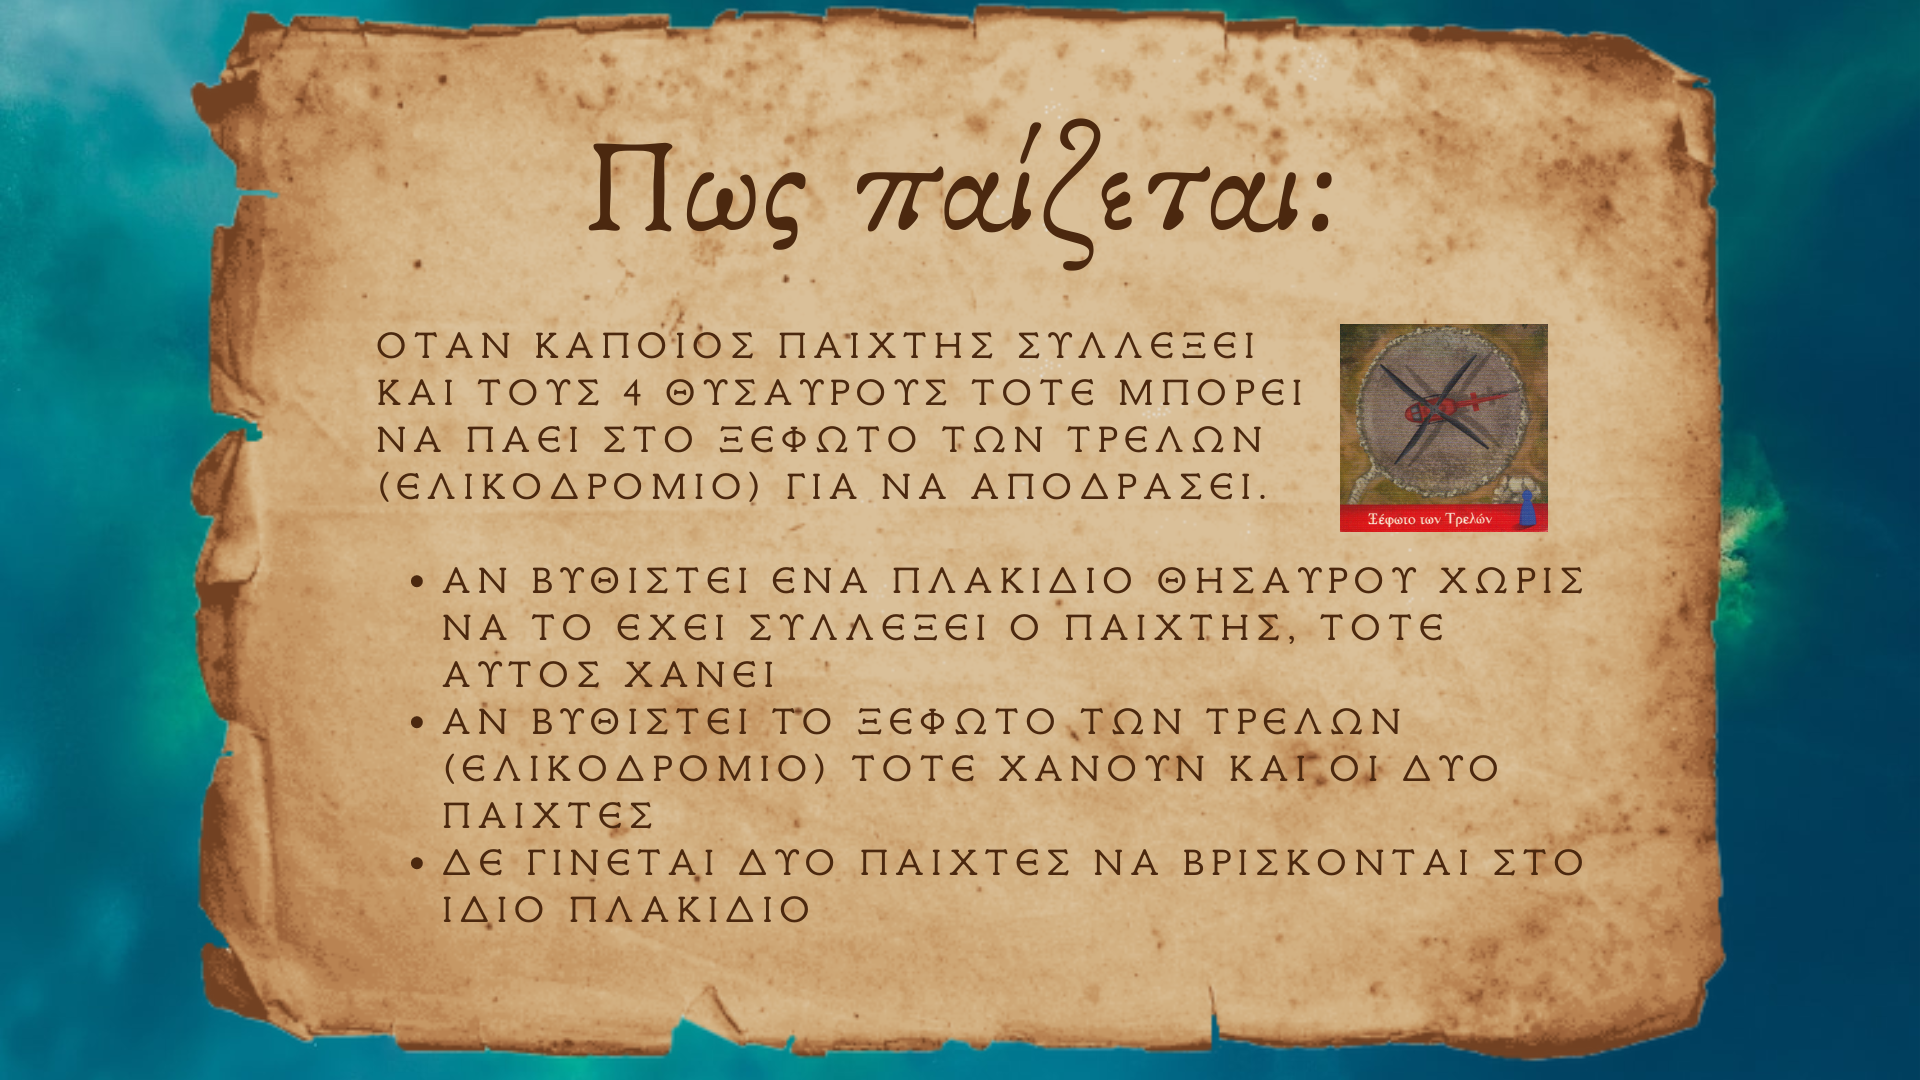 Πως παίζεται:
ΟΤΑΝ ΚΑΠΟΙΟΣ ΠΑΙΧΤΗΣ ΣΥΛΛΕΞΕΙ
ΚΑΙ ΤΟΥΣ 4 ΘΥΣΑΥΡΟΥΣ ΤΟΤΕ ΜΠΟΡΕΙ
ΝΑ ΠΑΕΙ ΣΤΟ ΞΕΦΩΤΟ ΤΩΝ ΤΡΕΛΩΝ
(ΕΛΙΚΟΔΡΟΜΙΟ) ΓΙΑ ΝΑ ΑΠΟΔΡΑΣΕΙ.
Ξέφωτο των Τρελών
• ΑΝ ΒΥΘΙΣΤΕΙ ΕΝΑ ΠΛΑΚΙΔΙΟ ΘΗΣΑΥΡΟΥ ΧΩΡΙΣ
ΝΑ ΤΟ ΕΧΕΙ ΣΥΛΛΕΞΕΙ Ο ΠΑΙΧΤΗΣ, ΤΟΤΕ
ΑΥΤΟΣ ΧΑΝΕΙ
• ΑΝ ΒΥΘΙΣΤΕΙ ΤΟ ΞΕΦΩΤΟ ΤΩΝ ΤΡΕΛΩΝ
(ΕΛΙΚΟΔΡΟΜΙΟ) ΤΟΤΕ ΧΑΝΟΥΝ ΚΑΙ ΟΙ ΔΥΟ
ΠΑΙΧΤΕΣ
• ΔΕ ΓΙΝΕΤΑΙ ΔΥΟ ΠΑΙΧΤΕΣ ΝΑ ΒΡΙΣΚΟΝΤΑΙ ΣΤΟ
ΙΔΙΟ ΠΛΑΚΙΔΙΟ